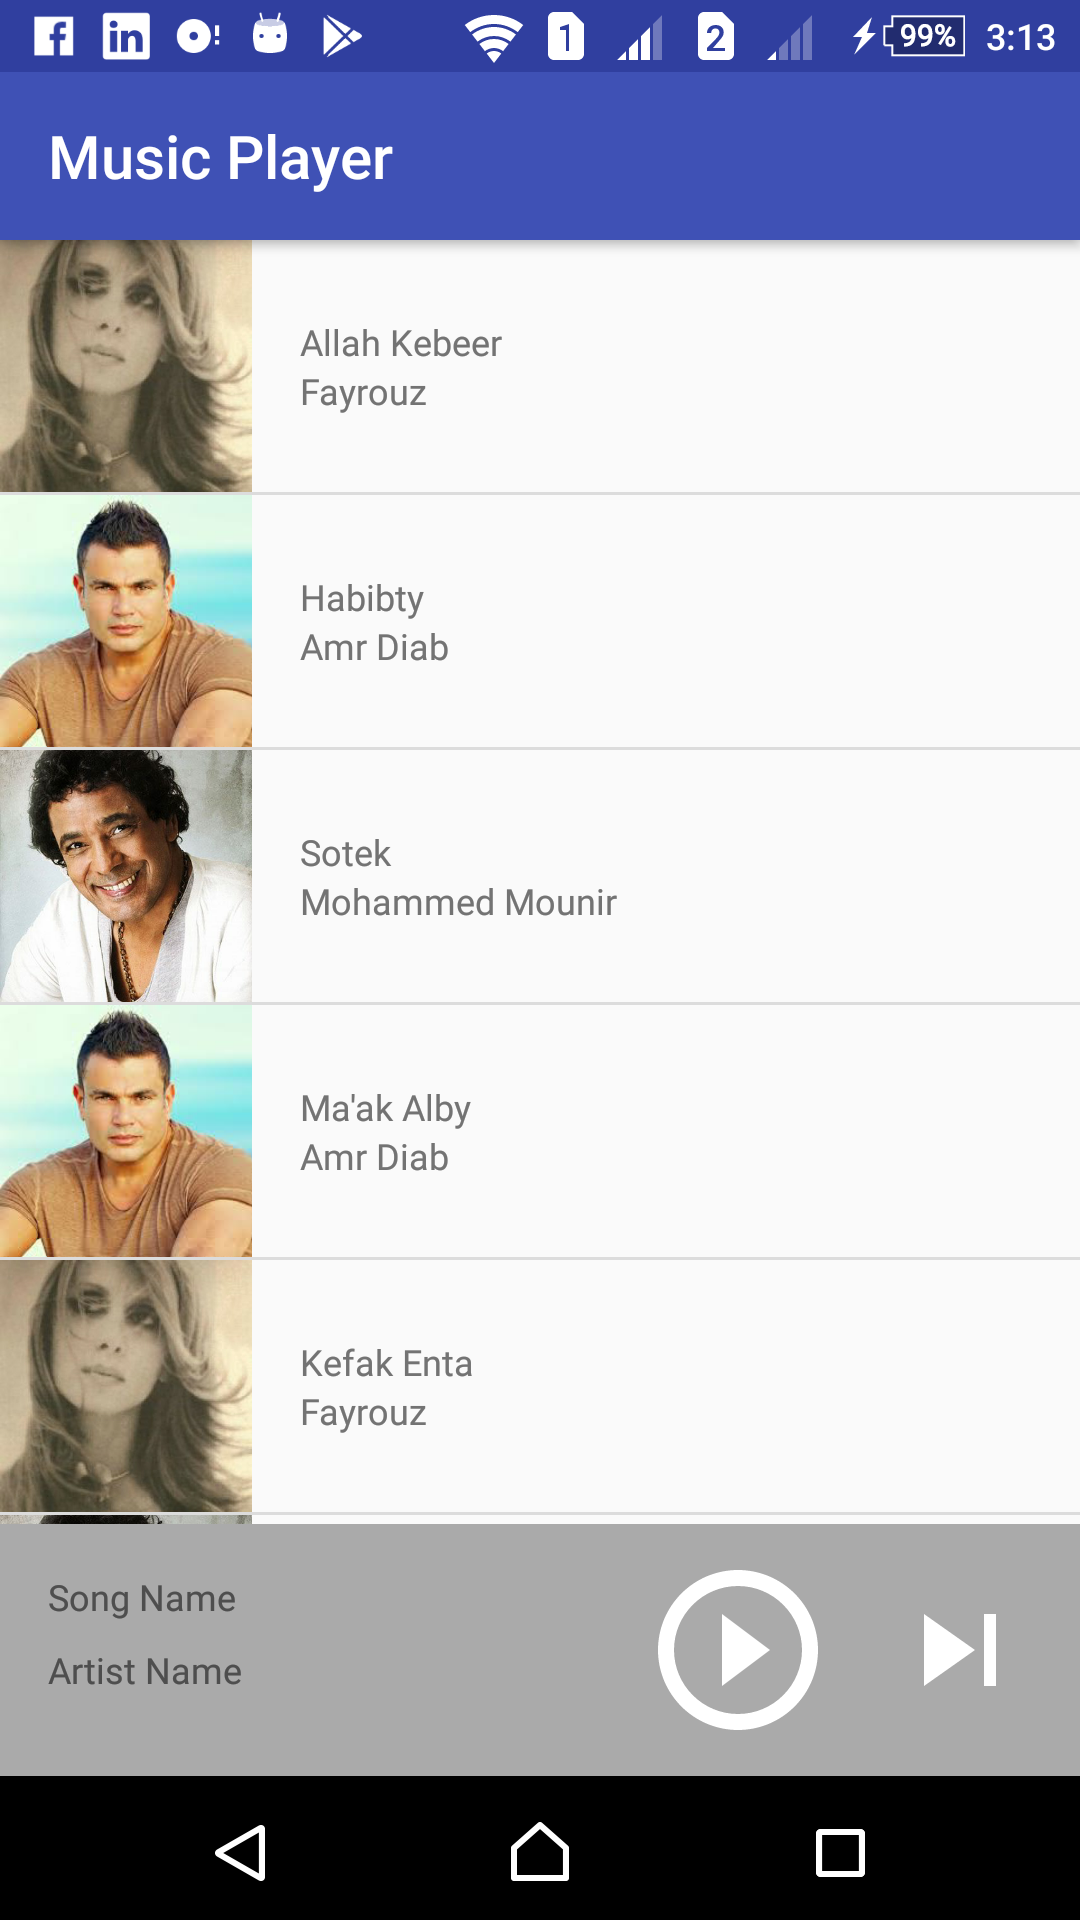 1 2 99% 3:13
Music Player
Allah Kebeer
Fayrouz
Habibty
Amr Diab
Sotek
Mohammed Mounir
Ma'ak Alby
Amr Diab
Kefak Enta
Fayrouz
Song Name
Artist Name